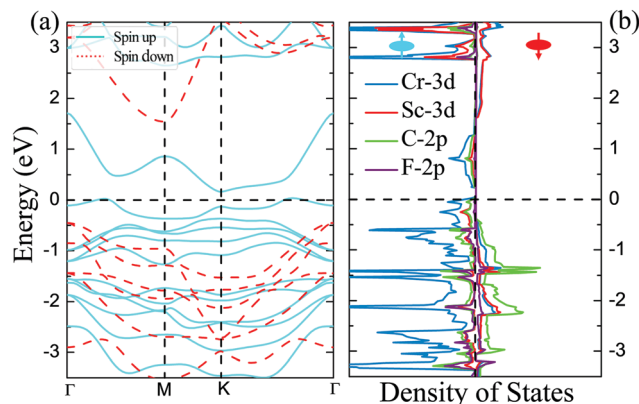 (a)
Spin up
Spin down
3
2
1
0
-1
-2
-3
Energy (eV)
Γ
M
K
Γ
(b)
Cr-3d
Sc-3d
C-2p
F-2p
3
2
1
0
-1
-2
-3
Density of States